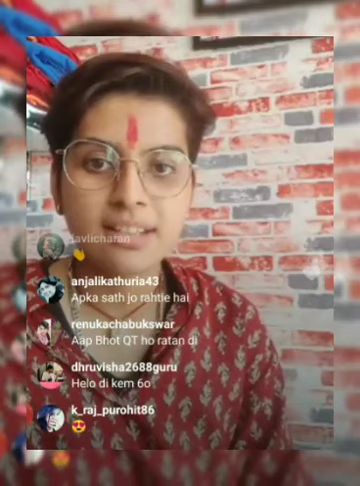 javlicharan
👋
anjalikathuria43
Apka sath jo rahtie hai
renukachabukswar
Aap Bhot QT ho ratan di
dhruvisha2688guru
Helo di kem 6o
k_raj_purohit86
😍